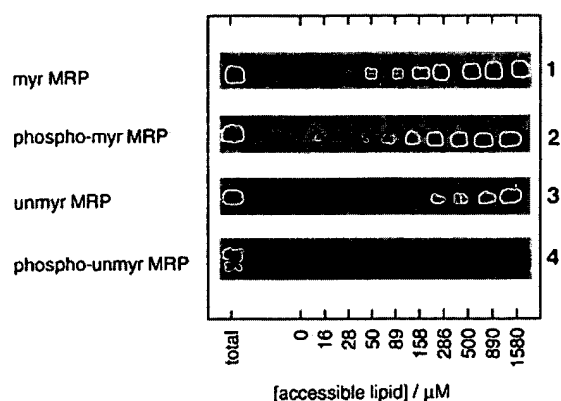 myr MRP 1
phospho-myr MRP 2
unmyr MRP 3
phospho-unmyr MRP 4
total 0 16 28 50 89 158 286 500 890 1580
[accessible lipid] / µM